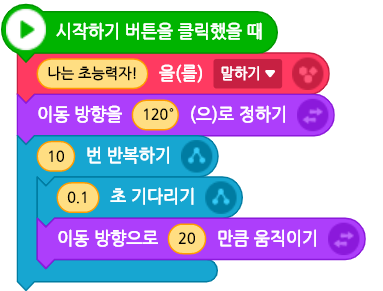 시작하기 버튼을 클릭했을 때
나는 초능력자! 을(를) 말하기
이동 방향을 120° (으)로 정하기
10 번 반복하기
0.1 초 기다리기
이동 방향으로 20 만큼 움직이기